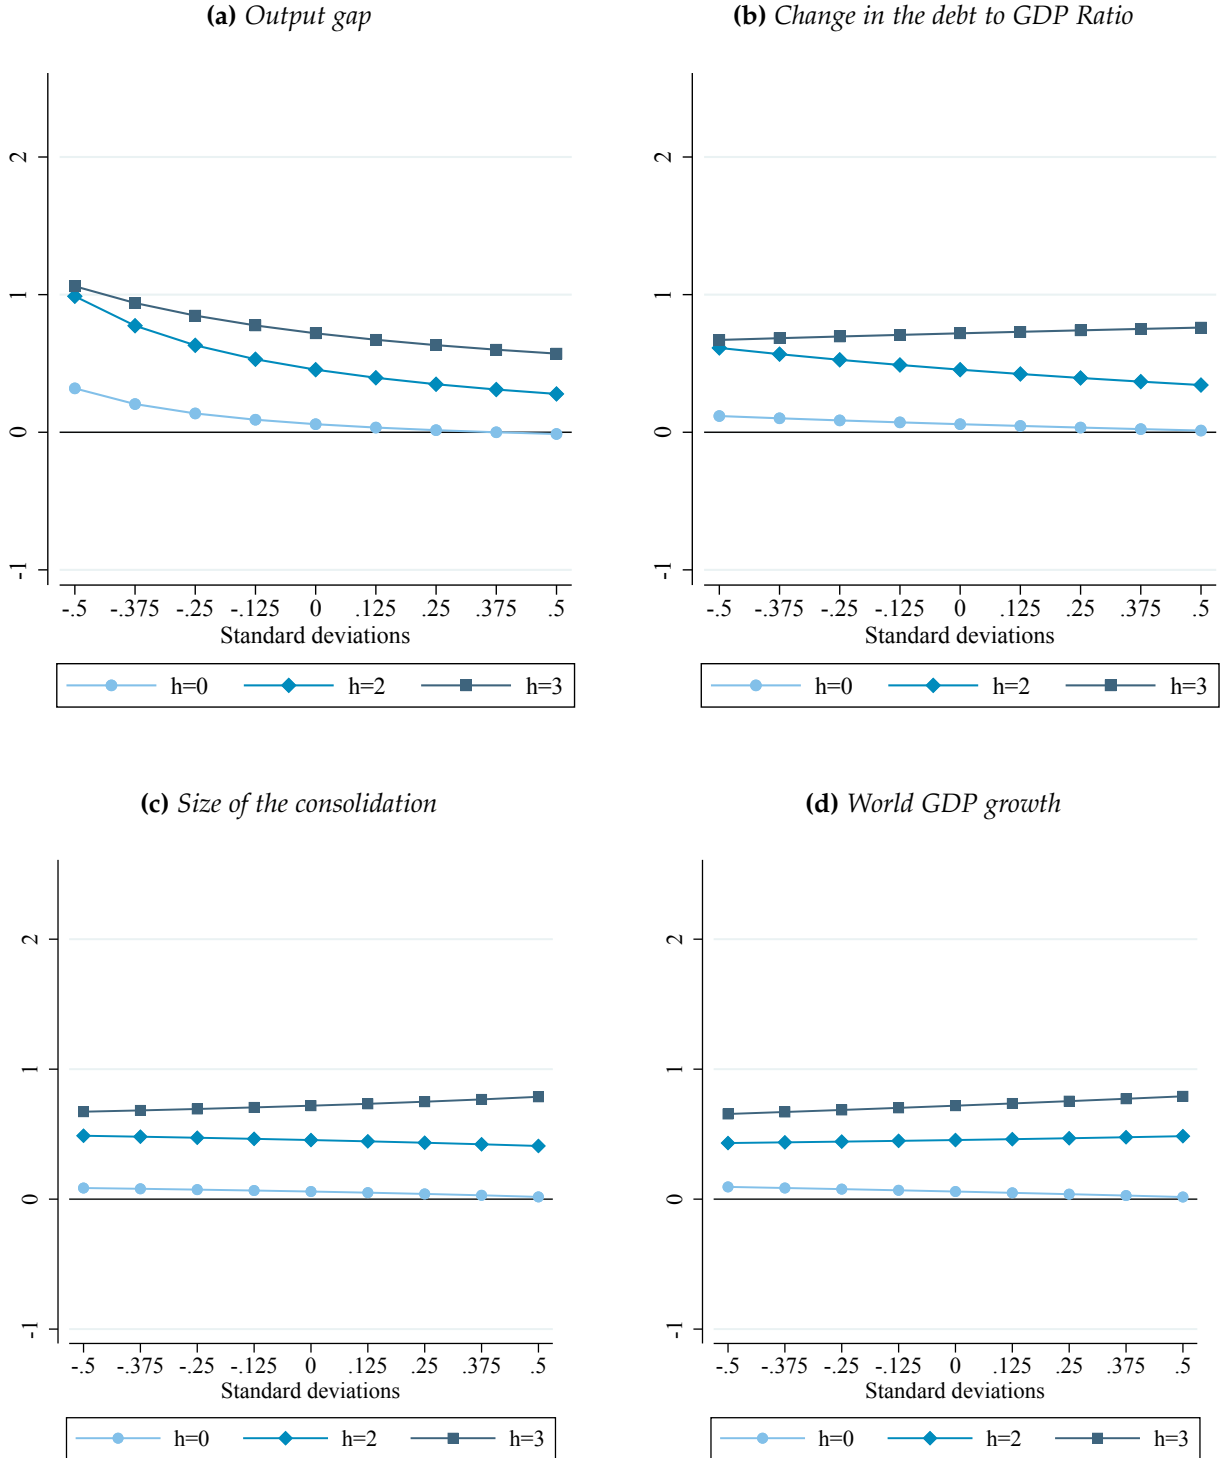 (a) Output gap
2
1
0
-1
-.5 -.375 -.25 -.125 0 .125 .25 .375 .5
Standard deviations
h=0 h=2 h=3
(b) Change in the debt to GDP Ratio
2
1
0
-1
-.5 -.375 -.25 -.125 0 .125 .25 .375 .5
Standard deviations
h=0 h=2 h=3
(c) Size of the consolidation
2
1
0
-1
-.5 -.375 -.25 -.125 0 .125 .25 .375 .5
Standard deviations
h=0 h=2 h=3
(d) World GDP growth
2
1
0
-1
-.5 -.375 -.25 -.125 0 .125 .25 .375 .5
Standard deviations
h=0 h=2 h=3